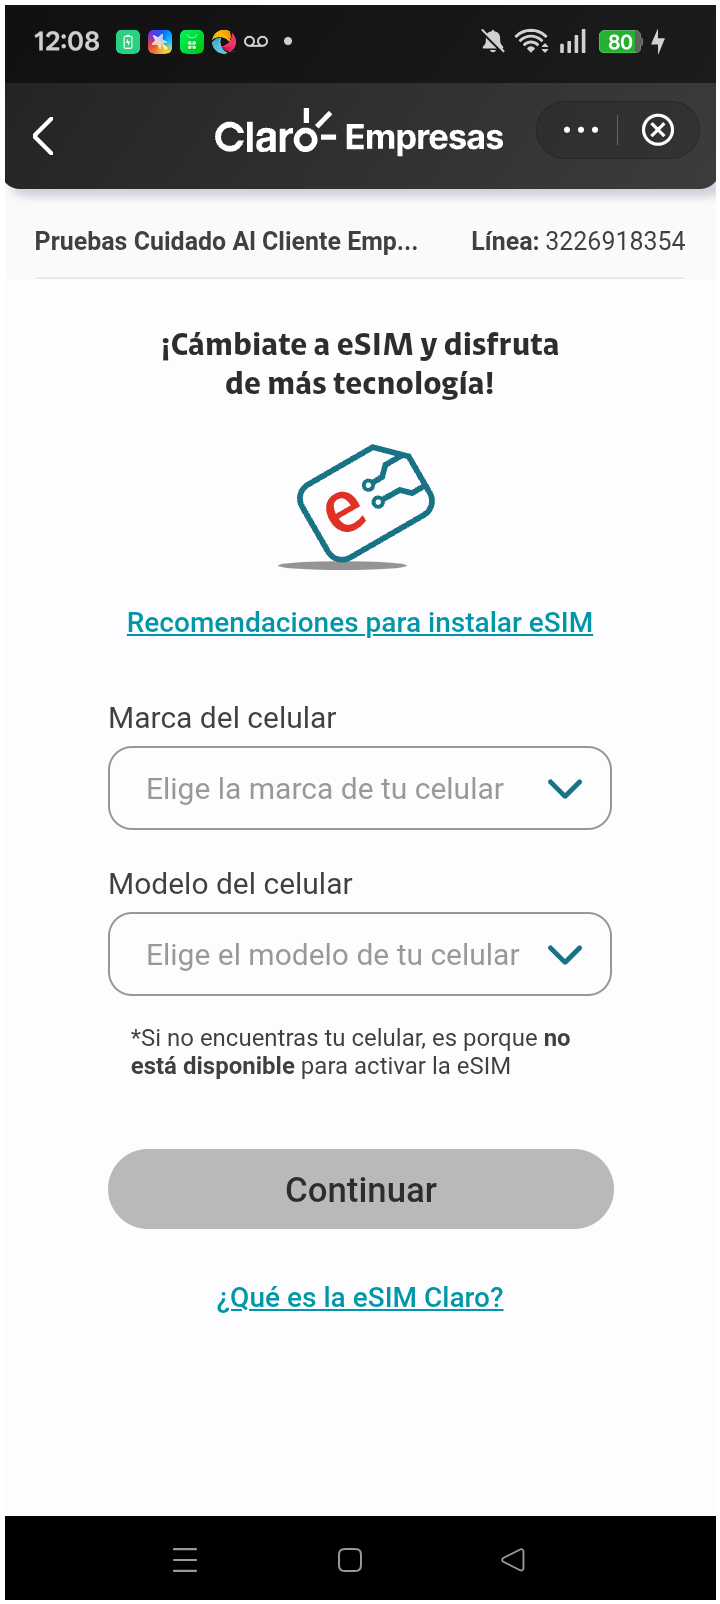 12:08
80
Claro Empresas
Pruebas Cuidado Al Cliente Emp... Línea: 3226918354
¡Cámbiate a eSIM y disfruta
de más tecnología!
e
Recomendaciones para instalar eSIM
Marca del celular
Elige la marca de tu celular
Modelo del celular
Elige el modelo de tu celular
*Si no encuentras tu celular, es porque no
está disponible para activar la eSIM
Continuar
¿Qué es la eSIM Claro?